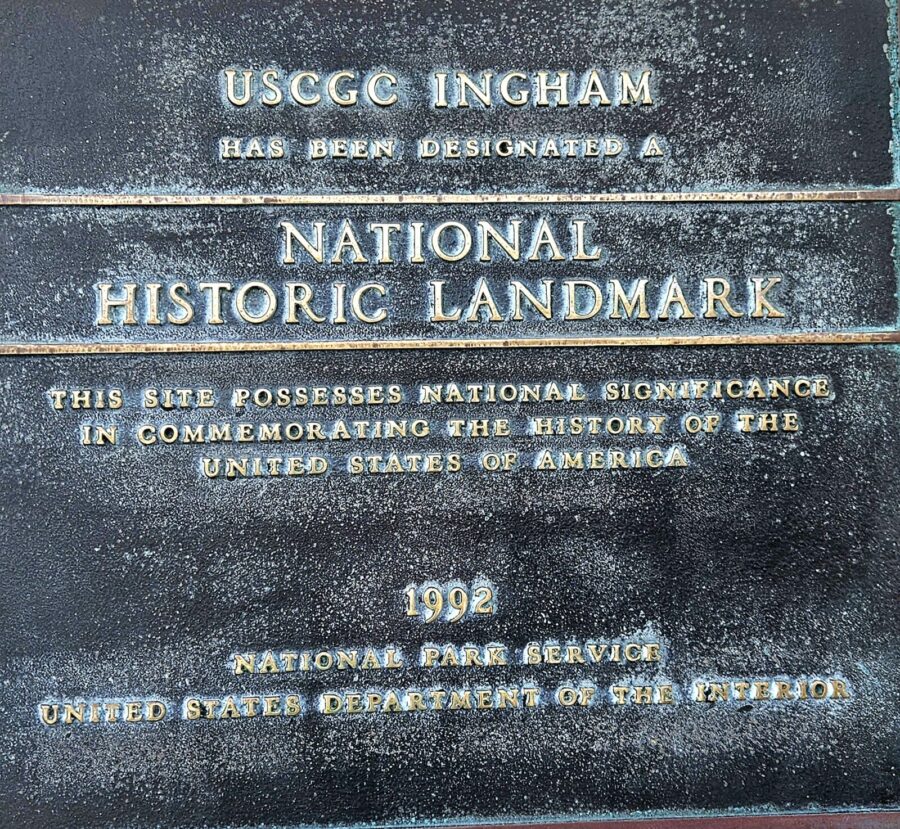 USCGC INGHAM
HAS BEEN DESIGNATED A
NATIONAL
HISTORIC LANDMARK
THIS SITE POSSESSES NATIONAL SIGNIFICANCE
IN COMMEMORATING THE HISTORY OF THE
UNITED STATES OF AMERICA
1992
NATIONAL PARK SERVICE
UNITED STATES DEPARTMENT OF THE INTERIOR